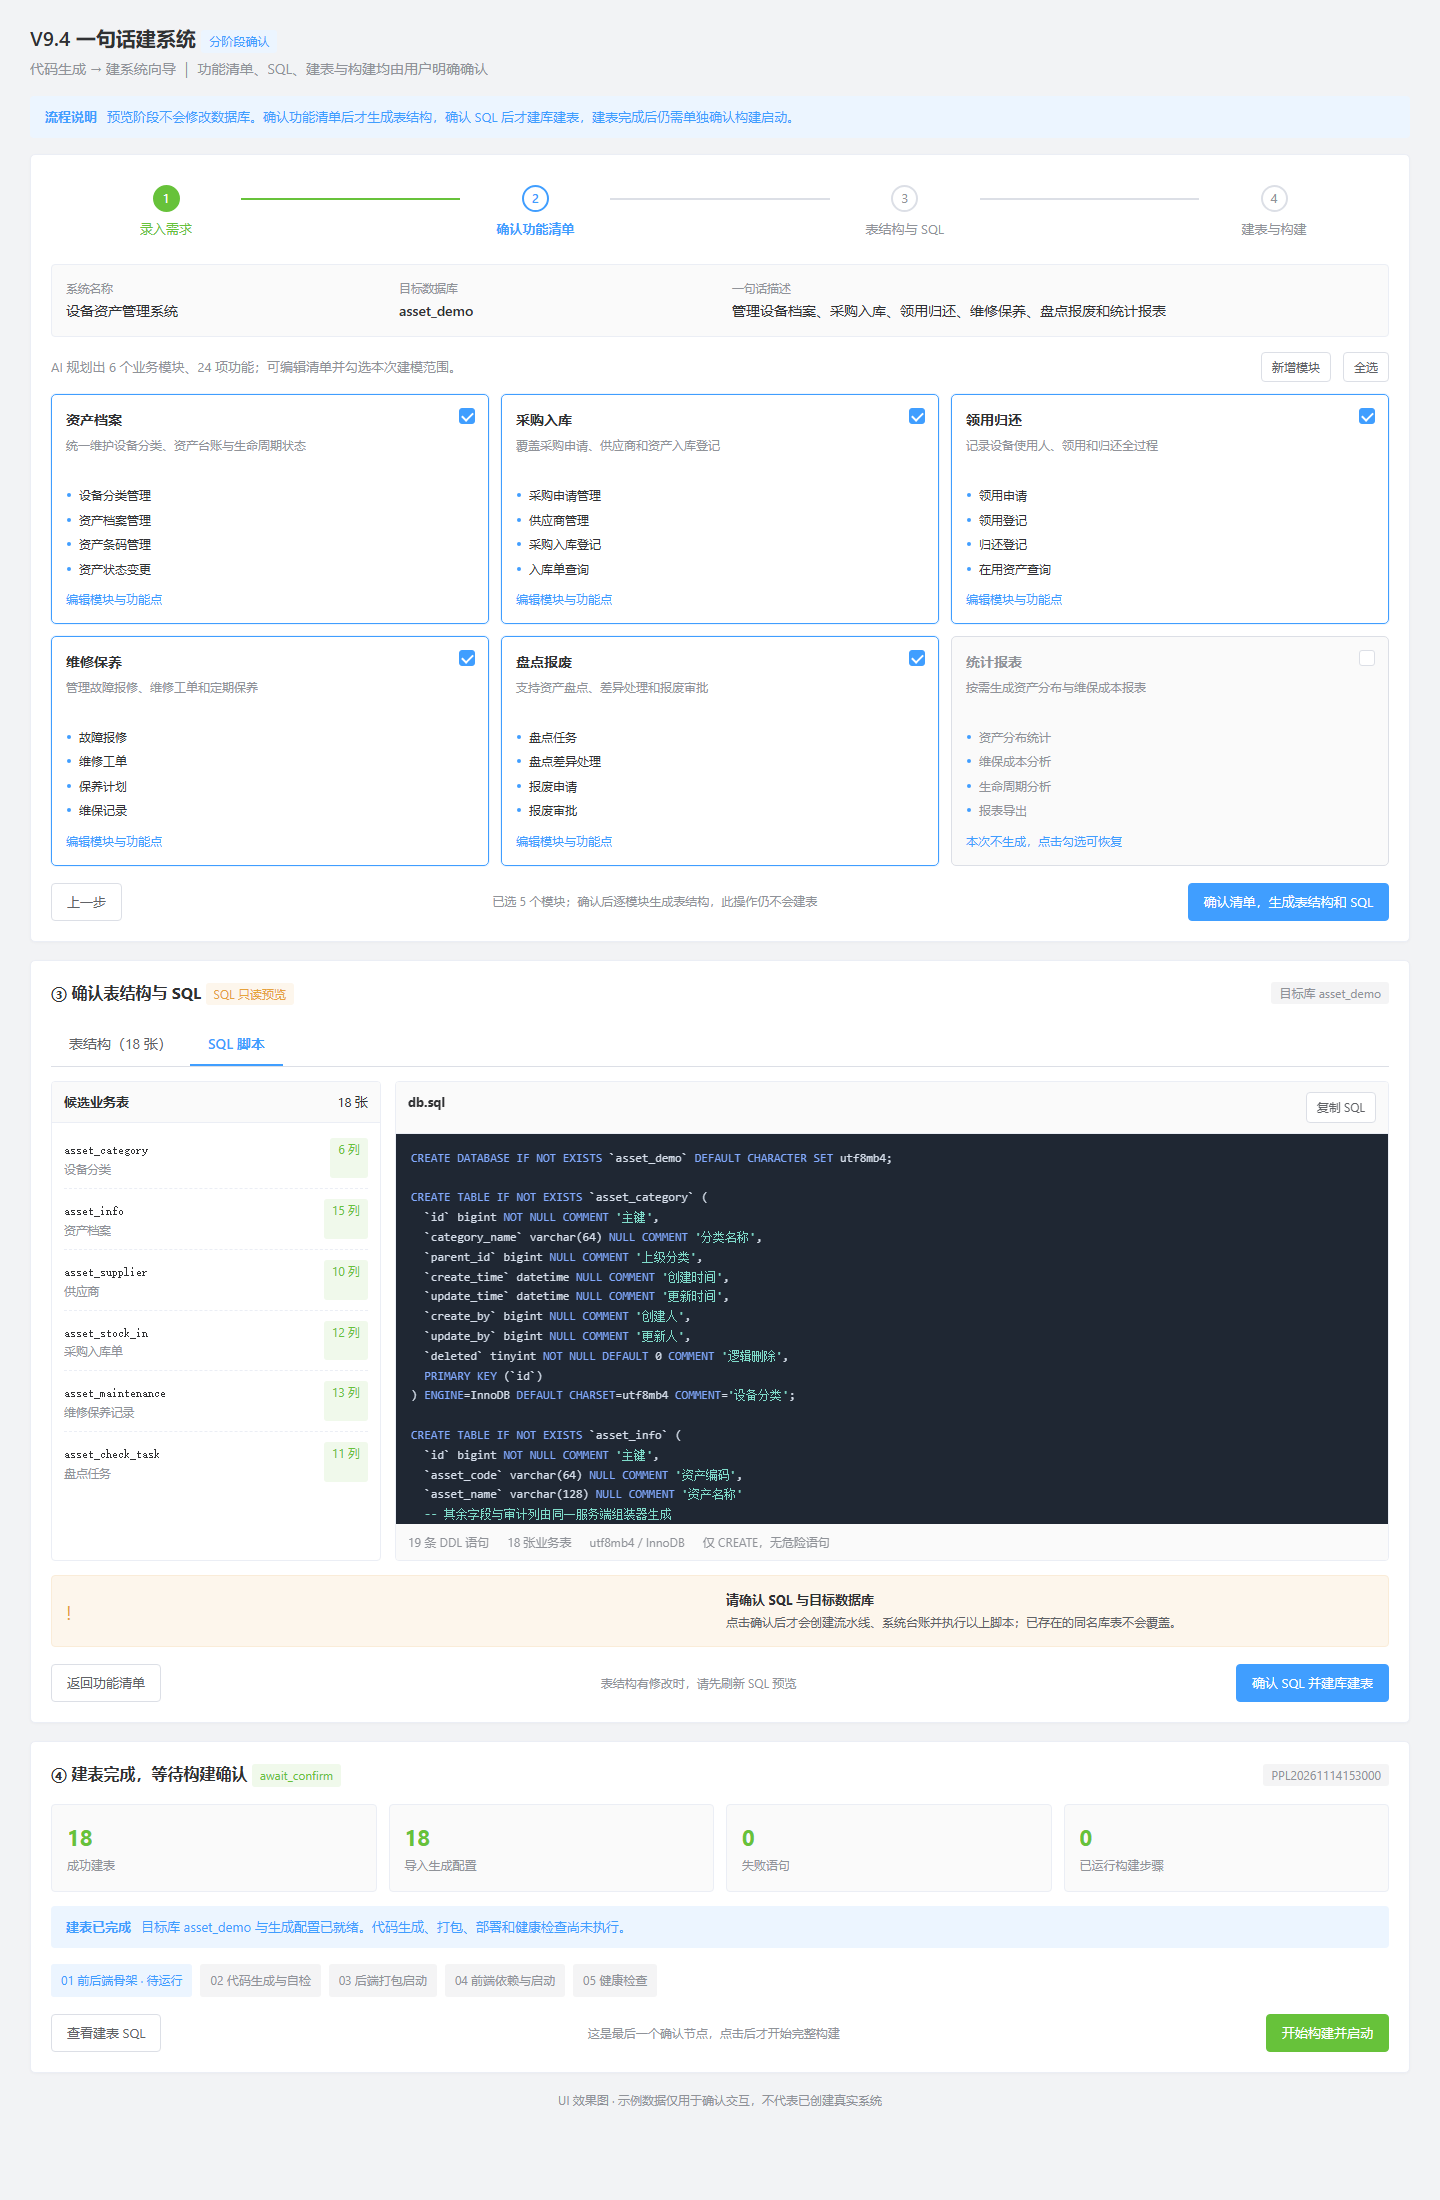 V9.4 一句话建系统 分阶段确认
代码生成 → 建系统向导 │ 功能清单、SQL、建表与构建均由用户明确确认
流程说明 预览阶段不会修改数据库。确认功能清单后才生成表结构，确认 SQL 后才建库建表，建表完成后仍需单独确认构建启动。
1 2 3 4
录入需求 确认功能清单 表结构与 SQL 建表与构建
系统名称 目标数据库 一句话描述
设备资产管理系统 asset_demo 管理设备档案、采购入库、领用归还、维修保养、盘点报废和统计报表
AI 规划出 6 个业务模块、24 项功能；可编辑清单并勾选本次建模范围。 新增模块 全选
资产档案
统一维护设备分类、资产台账与生命周期状态
• 设备分类管理
• 资产档案管理
• 资产条码管理
• 资产状态变更
编辑模块与功能点
采购入库
覆盖采购申请、供应商和资产入库登记
• 采购申请管理
• 供应商管理
• 采购入库登记
• 入库单查询
编辑模块与功能点
领用归还
记录设备使用人、领用和归还全过程
• 领用申请
• 领用登记
• 归还登记
• 在用资产查询
编辑模块与功能点
维修保养
管理故障报修、维修工单和定期保养
• 故障报修
• 维修工单
• 保养计划
• 维保记录
编辑模块与功能点
盘点报废
支持资产盘点、差异处理和报废审批
• 盘点任务
• 盘点差异处理
• 报废申请
• 报废审批
编辑模块与功能点
统计报表
按需生成资产分布与维保成本报表
• 资产分布统计
• 维保成本分析
• 生命周期分析
• 报表导出
本次不生成，点击勾选可恢复
上一步 已选 5 个模块；确认后逐模块生成表结构，此操作仍不会建表 确认清单，生成表结构和 SQL
③ 确认表结构与 SQL SQL 只读预览 目标库 asset_demo
表结构（18 张） SQL 脚本
候选业务表 18 张
asset_category 6 列
设备分类
asset_info 15 列
资产档案
asset_supplier 10 列
供应商
asset_stock_in 12 列
采购入库单
asset_maintenance 13 列
维修保养记录
asset_check_task 11 列
盘点任务
db.sql 复制 SQL
CREATE DATABASE IF NOT EXISTS `asset_demo` DEFAULT CHARACTER SET utf8mb4;
CREATE TABLE IF NOT EXISTS `asset_category` (
`id` bigint NOT NULL COMMENT '主键',
`category_name` varchar(64) NULL COMMENT '分类名称',
`parent_id` bigint NULL COMMENT '上级分类',
`create_time` datetime NULL COMMENT '创建时间',
`update_time` datetime NULL COMMENT '更新时间',
`create_by` bigint NULL COMMENT '创建人',
`update_by` bigint NULL COMMENT '更新人',
`deleted` tinyint NOT NULL DEFAULT 0 COMMENT '逻辑删除',
PRIMARY KEY (`id`)
) ENGINE=InnoDB DEFAULT CHARSET=utf8mb4 COMMENT='设备分类';
CREATE TABLE IF NOT EXISTS `asset_info` (
`id` bigint NOT NULL COMMENT '主键',
`asset_code` varchar(64) NULL COMMENT '资产编码',
`asset_name` varchar(128) NULL COMMENT '资产名称'
-- 其余字段与审计列由同一服务端组装器生成
19 条 DDL 语句 18 张业务表 utf8mb4 / InnoDB 仅 CREATE，无危险语句
! 请确认 SQL 与目标数据库
点击确认后才会创建流水线、系统台账并执行以上脚本；已存在的同名库表不会覆盖。
返回功能清单 表结构有修改时，请先刷新 SQL 预览 确认 SQL 并建库建表
④ 建表完成，等待构建确认 await_confirm PPL20261114153000
18 18 0 0
成功建表 导入生成配置 失败语句 已运行构建步骤
建表已完成 目标库 asset_demo 与生成配置已就绪。代码生成、打包、部署和健康检查尚未执行。
01 前后端骨架 · 待运行 02 代码生成与自检 03 后端打包启动 04 前端依赖与启动 05 健康检查
查看建表 SQL 这是最后一个确认节点，点击后才开始完整构建 开始构建并启动
UI 效果图 · 示例数据仅用于确认交互，不代表已创建真实系统